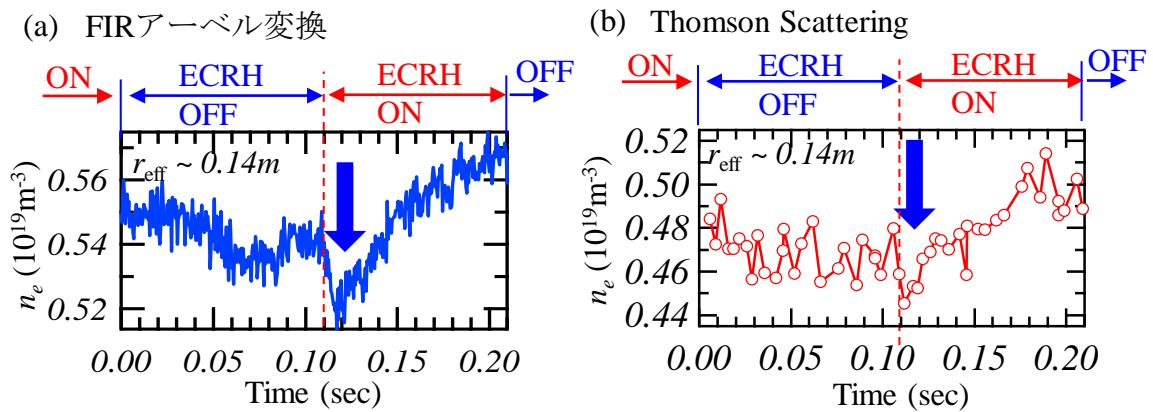 (a) FIRアーベル変換
ON ECRH OFF
OFF ON
r_eff ~ 0.14m
0.56
0.54
0.52
n_e (10^19 m^-3)
0.00 0.05 0.10 0.15 0.20
Time (sec)
(b) Thomson Scattering
ON ECRH ECRH OFF
OFF ON
r_eff ~ 0.14m
0.52
0.50
0.48
0.46
0.44
n_e (10^19 m^-3)
0.00 0.05 0.10 0.15 0.20
Time (sec)